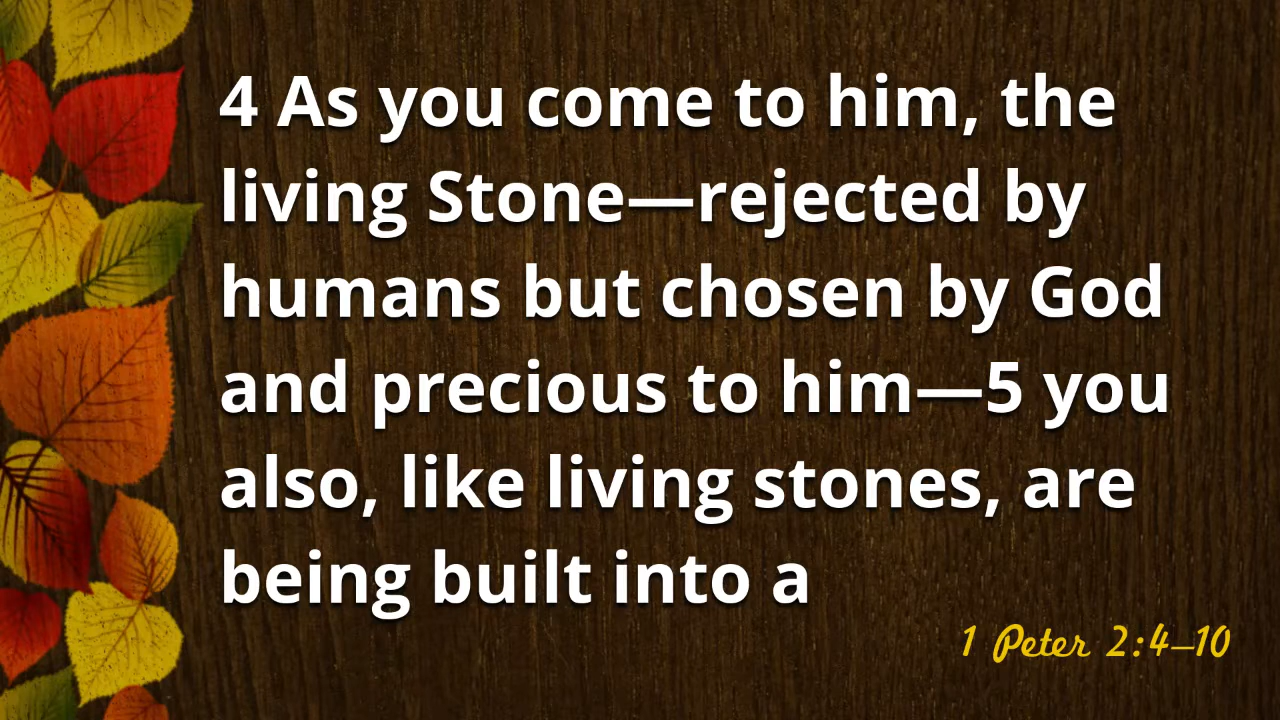 4 As you come to him, the
living Stone—rejected by
humans but chosen by God
and precious to him—5 you
also, like living stones, are
being built into a
1 Peter 2:4–10